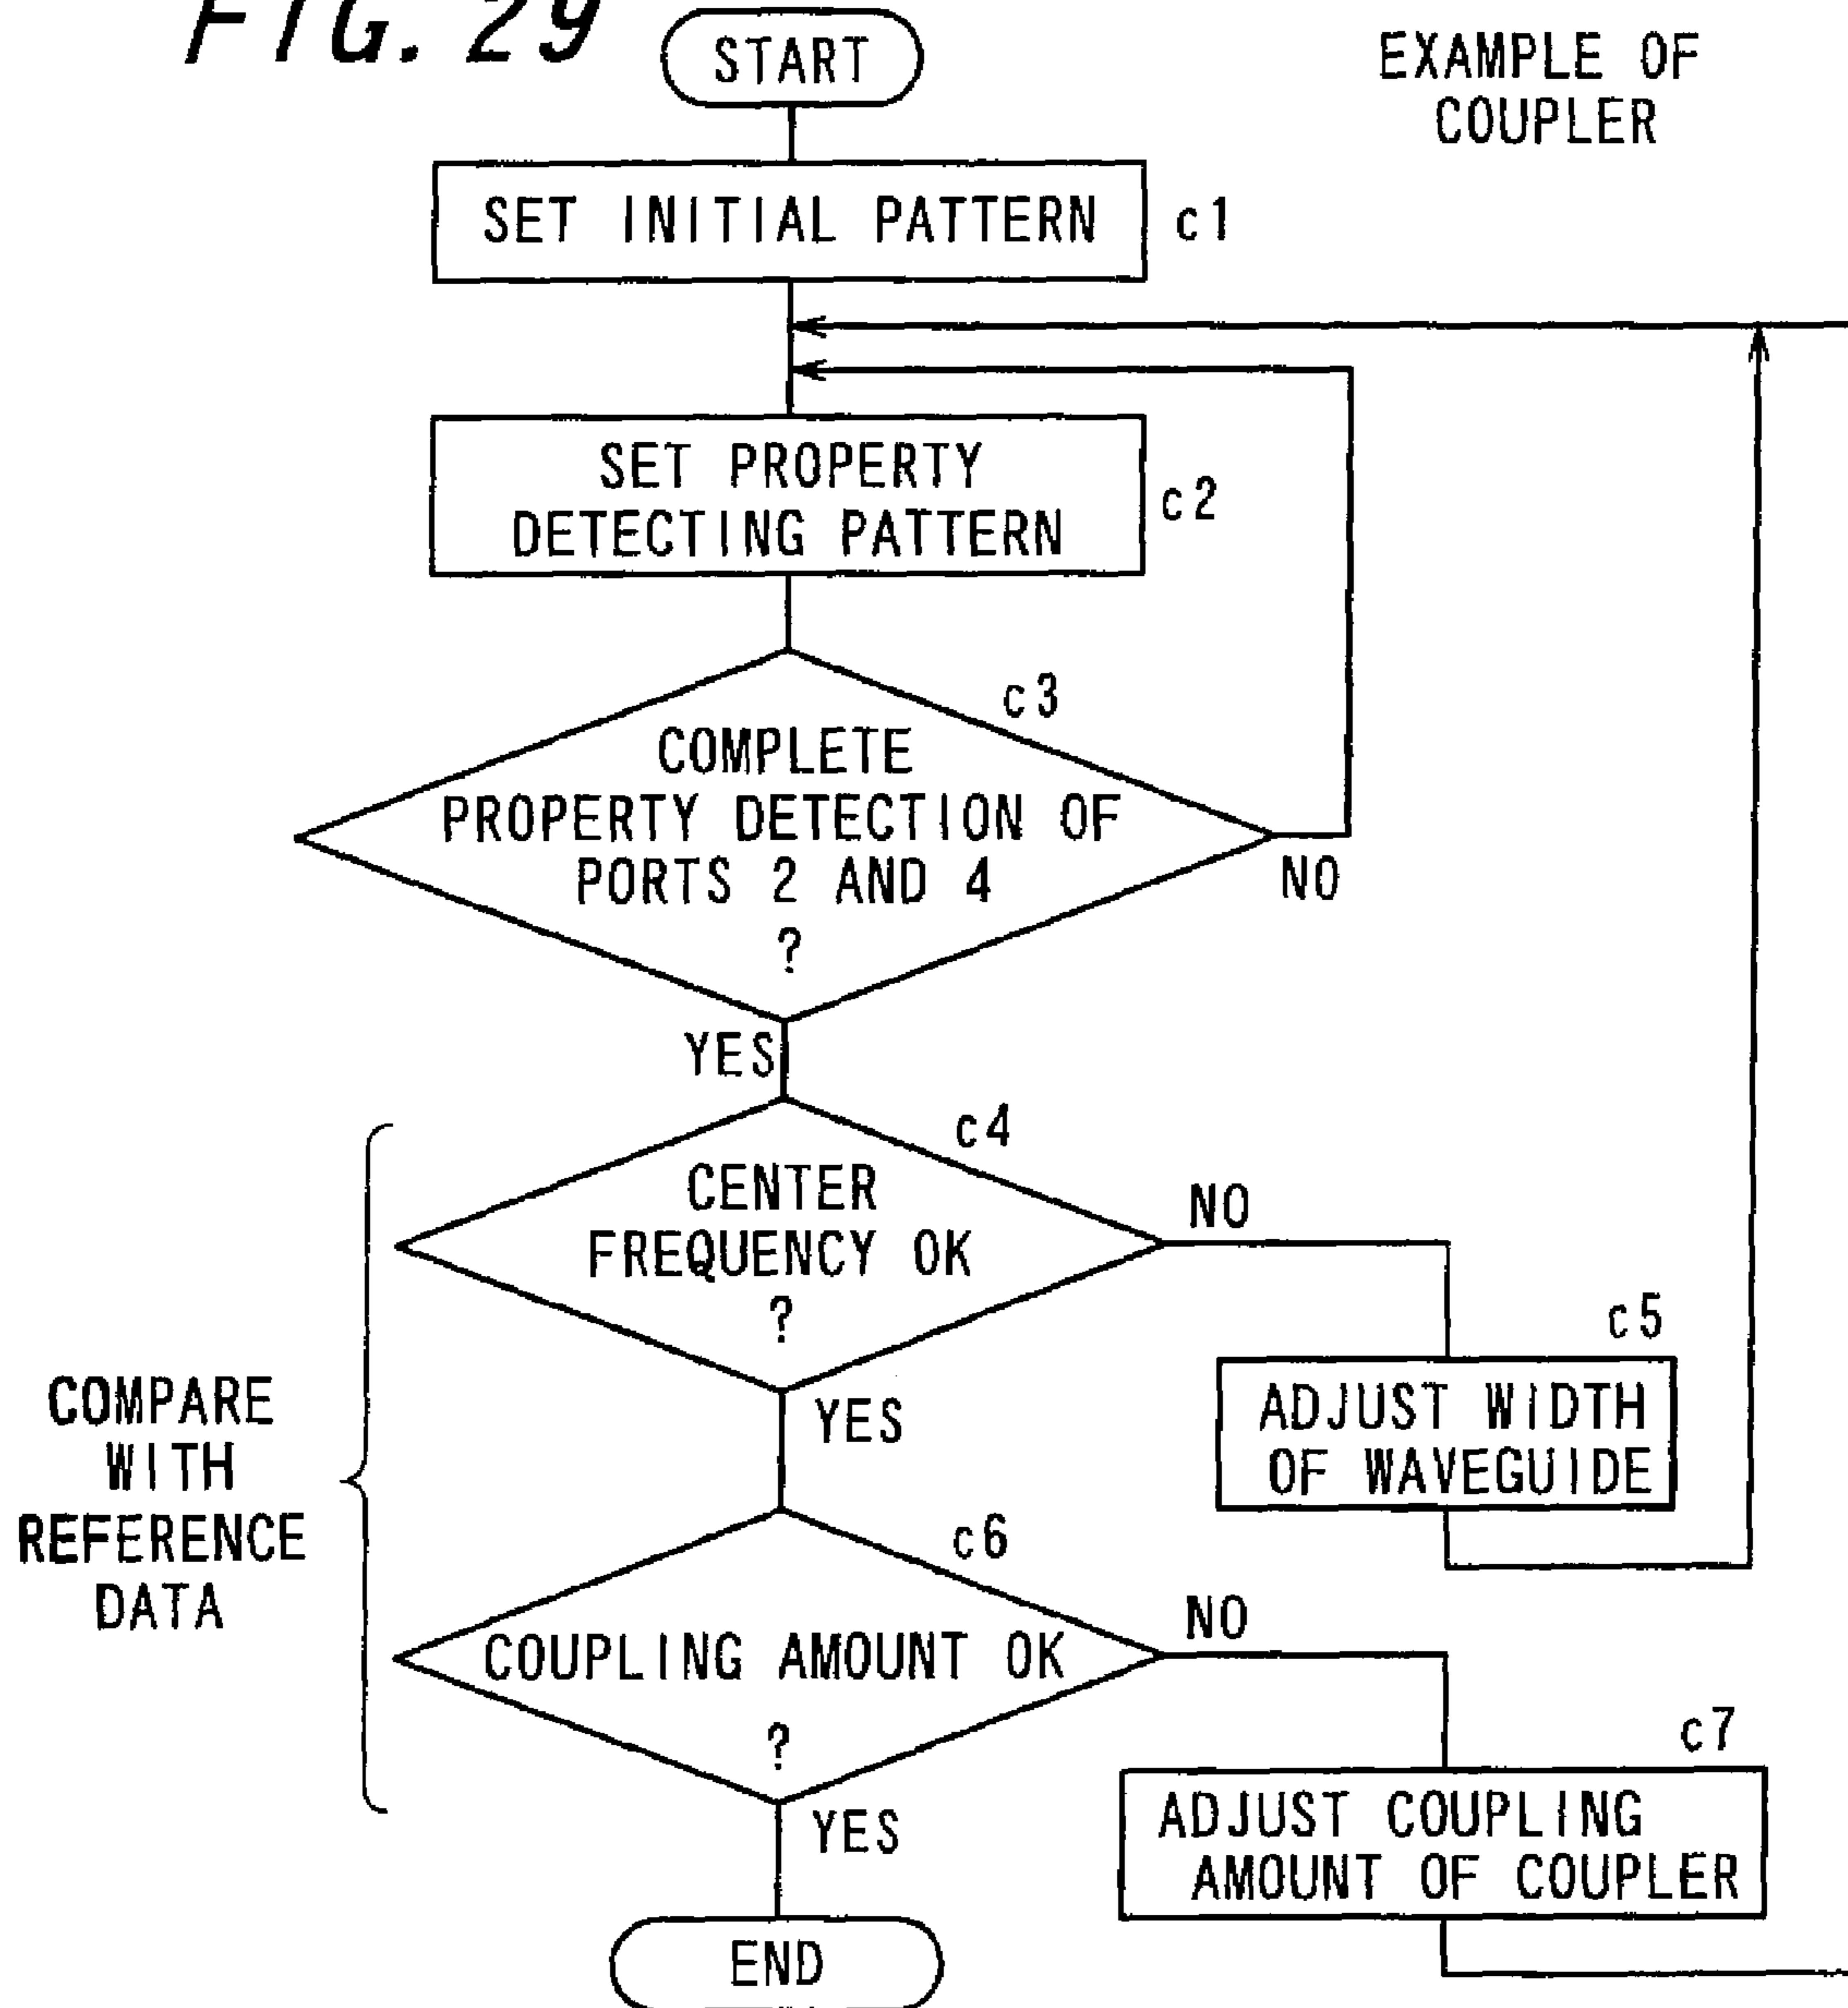 FIG. 29
START
EXAMPLE OF
COUPLER
SET INITIAL PATTERN
c1
SET PROPERTY
DETECTING PATTERN
c2
c3
COMPLETE
PROPERTY DETECTION OF
PORTS 2 AND 4
?
NO
YES
c4
CENTER
FREQUENCY OK
?
NO
YES
c5
ADJUST WIDTH
OF WAVEGUIDE
COMPARE
WITH
REFERENCE
DATA
c6
COUPLING AMOUNT OK
?
NO
YES
c7
ADJUST COUPLING
AMOUNT OF COUPLER
END